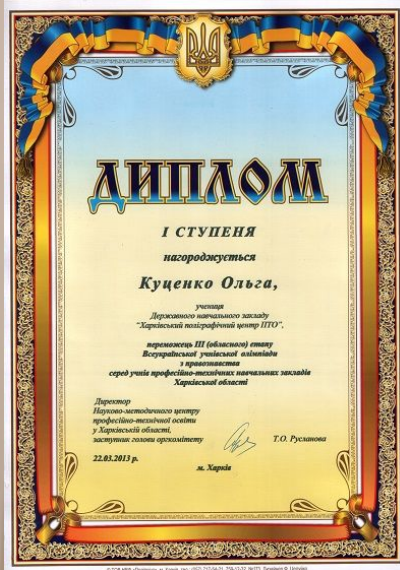 ДИПЛОМ
І СТУПЕНЯ
нагороджується
Куценко Ольга,
учениця
Державного навчального закладу
"Харківський поліграфічний центр ПТО",
переможець ІІІ (обласного) етапу
Всеукраїнської учнівської олімпіади
з правознавства
серед учнів професійно-технічних навчальних закладів
Харківської області
Директор
Науково-методичного центру
професійно-технічної освіти
у Харківській області,
заступник голови оргкомітету Т.О. Русланова
22.03.2013 р.
м. Харків